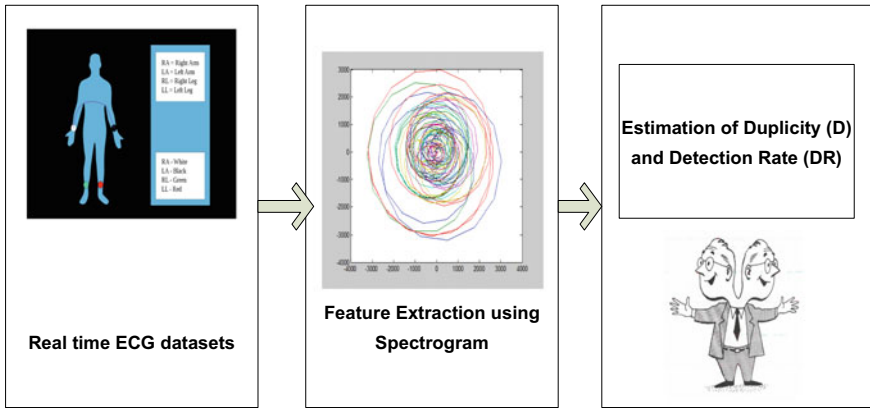 RA = Right Arm
LA = Left Arm
RL = Right Leg
LL = Left Leg
RA - White
LA - Black
RL - Green
LL - Red
Real time ECG datasets
3000
3000
2000
1000
0
-1000
-2000
-3000
-4000
-4000 -3000 -2000 -1000 0 1000 2000 3000 4000
Feature Extraction using
Spectrogram
Estimation of Duplicity (D)
and Detection Rate (DR)